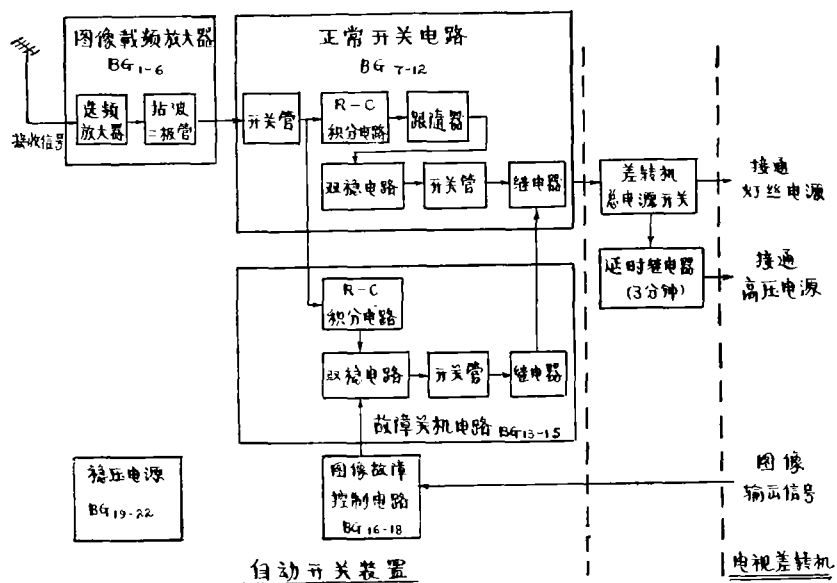 图像载频放大器
BG1-6
正常开关电路
BG7-12
接收信号
选频
放大器
拈波
二极管
开关管
R-C
积分电路
跟随器
双稳电路
开关管
继电器
差转机
总电源开关
接通
灯丝电源
延时继电器
(3分钟)
接通
高压电源
R-C
积分电路
双稳电路
开关管
继电器
故障关机电路 BG13-15
稳压电源
BG19-22
图像故障
控制电路
BG16-18
图像
输出信号
自动开关装置
电视差转机